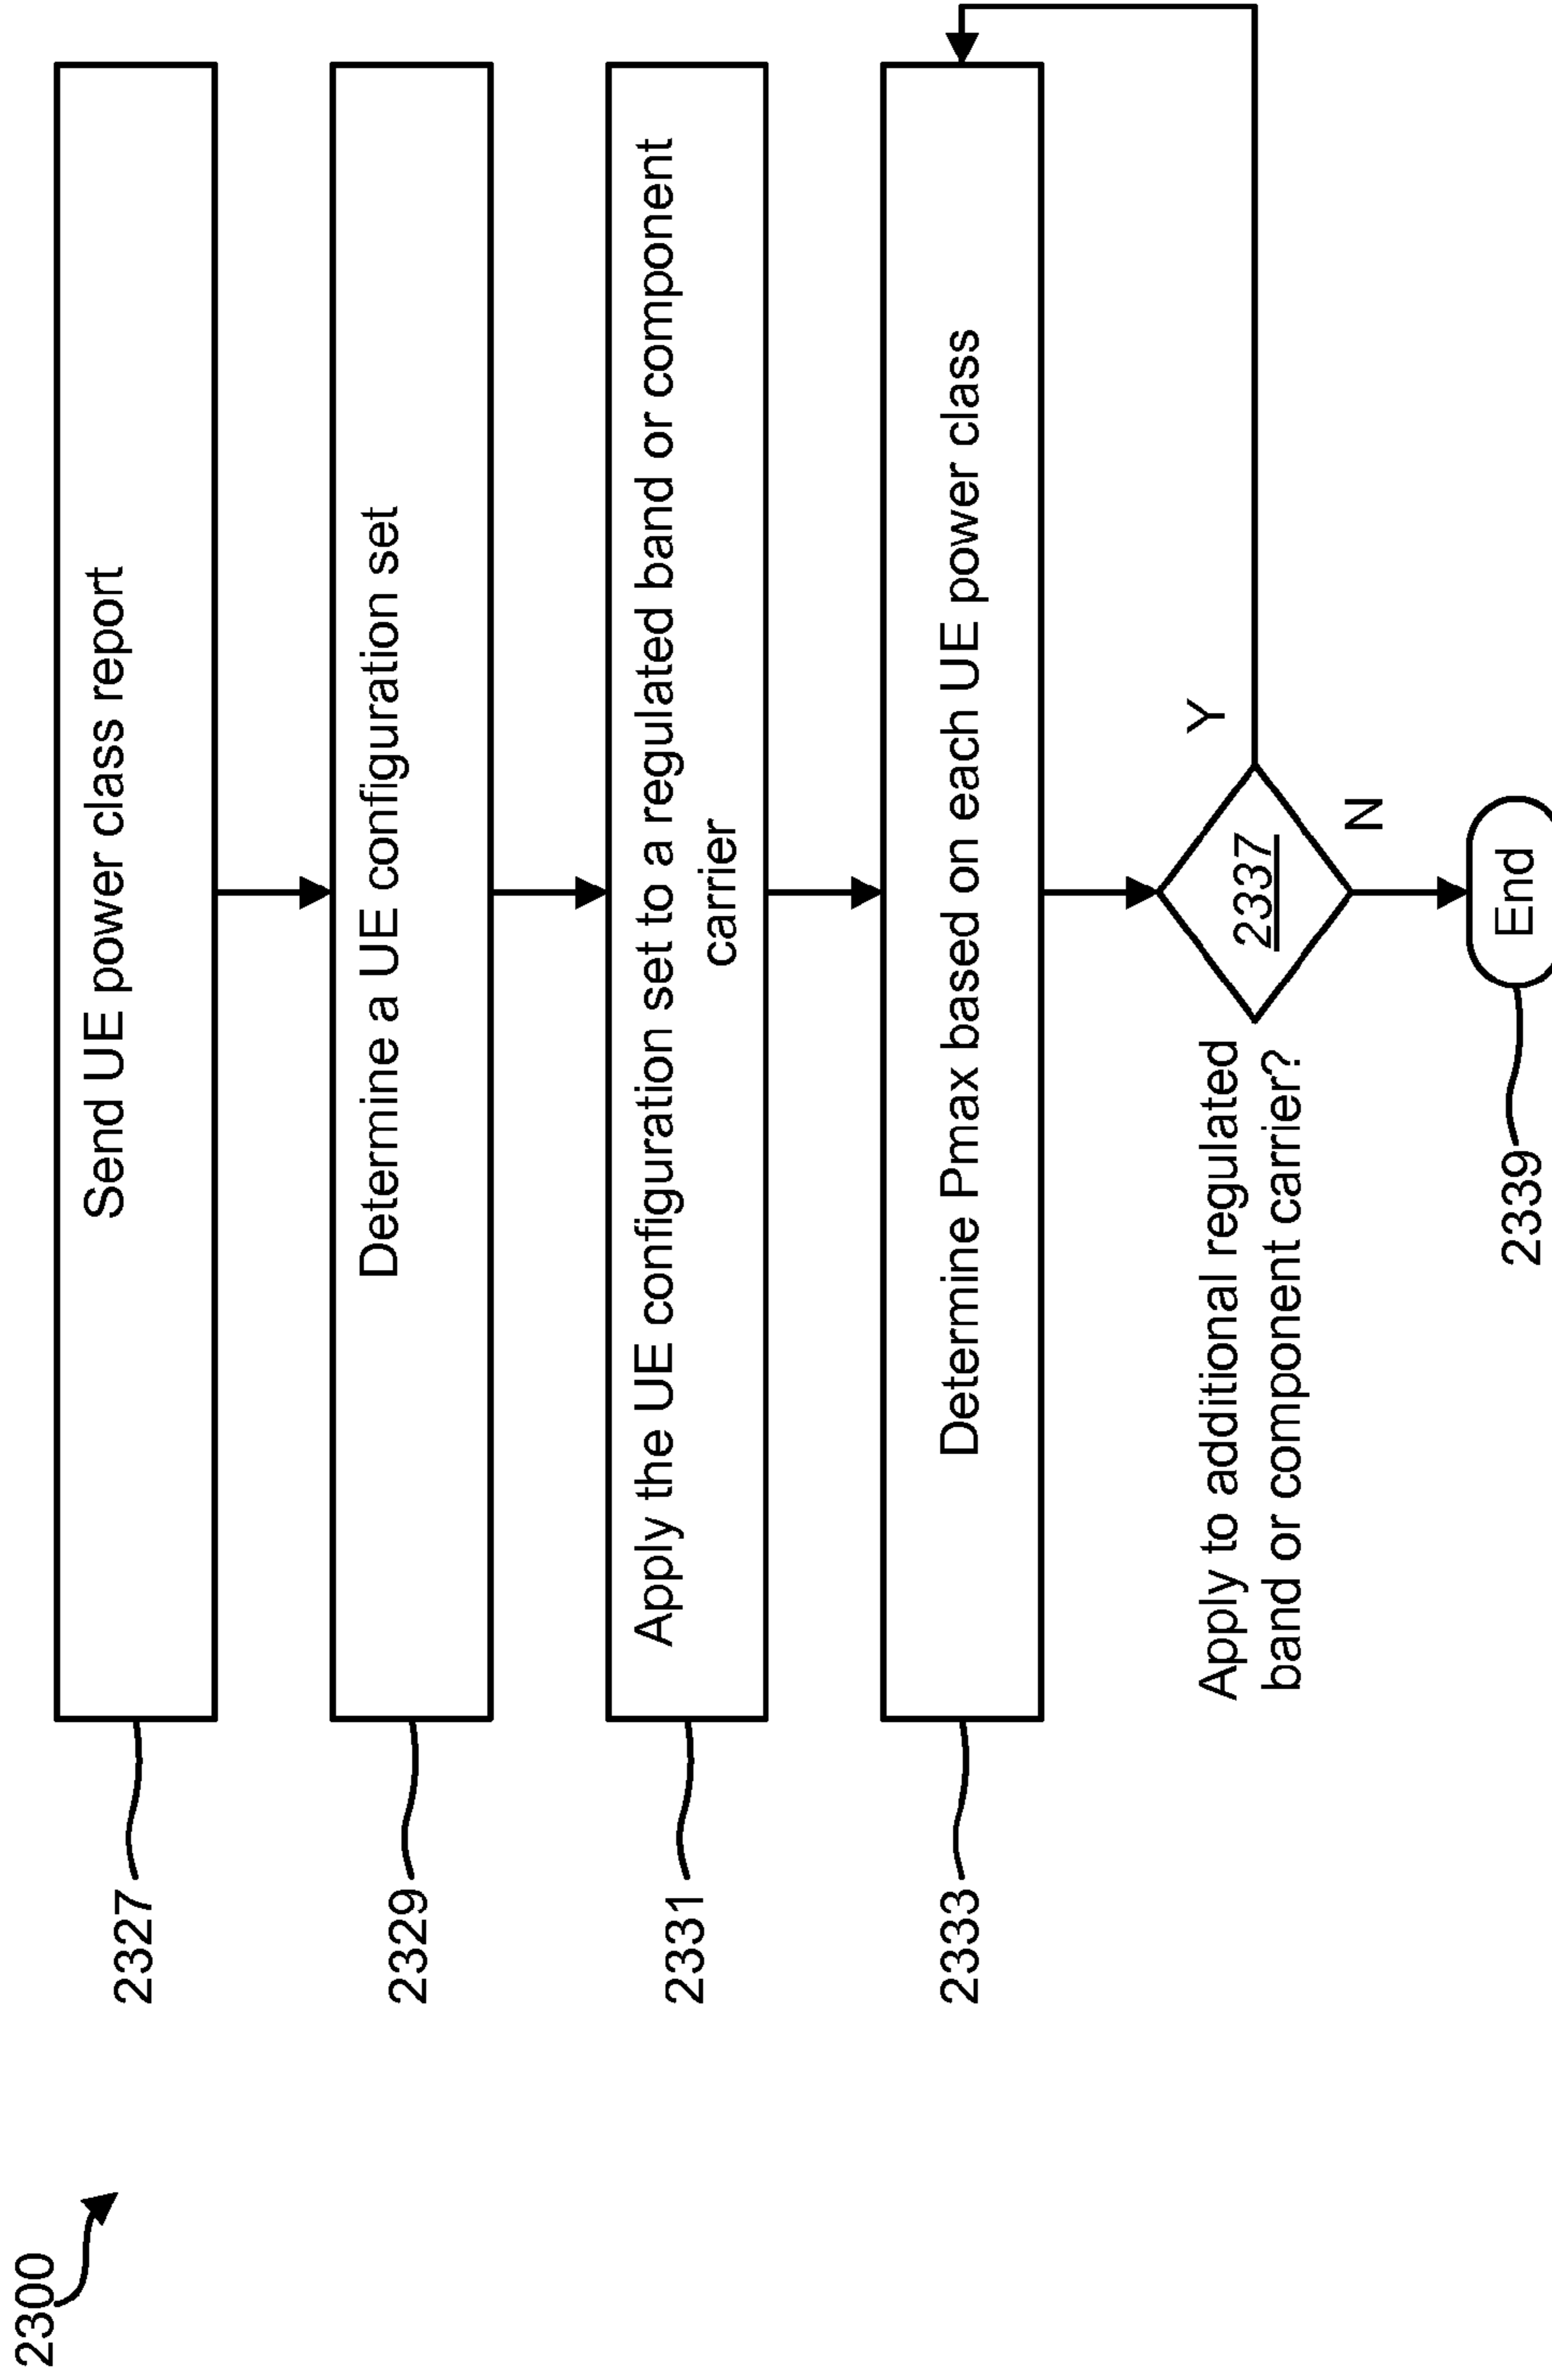 2300
2327
Send UE power class report
2329
Determine a UE configuration set
2331
Apply the UE configuration set to a regulated band or component
carrier
2333
Determine Pmax based on each UE power class
Apply to additional regulated
band or component carrier?
2337
Y
N
2339
End